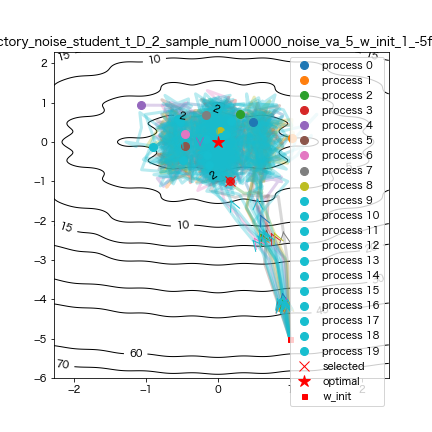 ctory_noise_student_t_D_2_sample_num10000_noise_va_5_w_init_1_-5f
15
10
process 0
process 1
process 2
process 3
process 4
process 5
process 6
process 7
process 8
process 9
process 10
process 11
process 12
process 13
process 14
process 15
process 16
process 17
process 18
process 19
selected
optimal
w_init
2
2
2
15
10
60
70
2
1
0
−1
−2
−3
−4
−5
−6
−2
−1
0
1
2